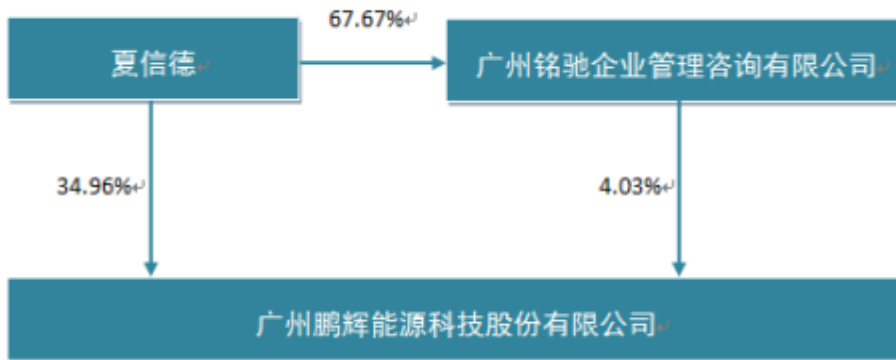 67.67%
夏信德
广州铭驰企业管理咨询有限公司
34.96%
4.03%
广州鹏辉能源科技股份有限公司